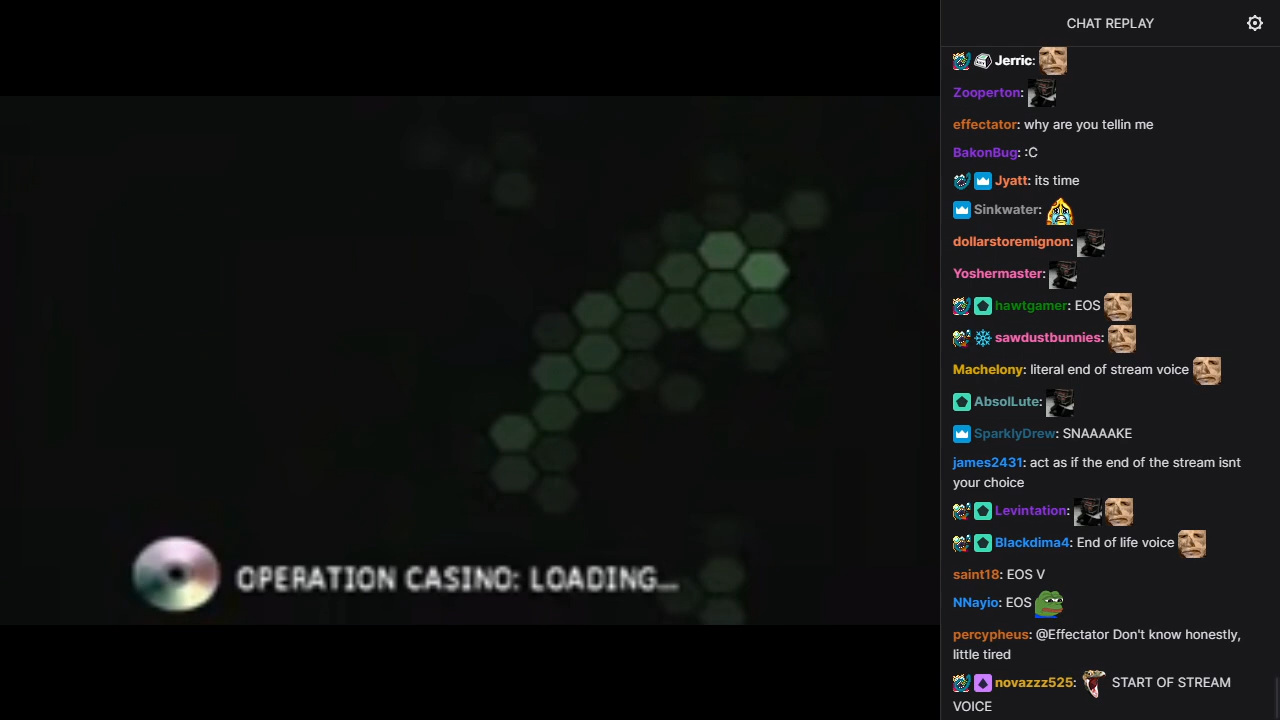 OPERATION CASINO: LOADING...
CHAT REPLAY
Jerric:
Zooperton:
effectator: why are you tellin me
BakonBug: :C
Jyatt: its time
Sinkwater:
dollarstoremignon:
Yoshermaster:
hawtgamer: EOS
sawdustbunnies:
Machelony: literal end of stream voice
AbsolLute:
SparklyDrew: SNAAAAKE
james2431: act as if the end of the stream isnt
your choice
Levintation:
Blackdima4: End of life voice
saint18: EOS V
NNayio: EOS
percypheus: @Effectator Don't know honestly,
little tired
novazzz525: START OF STREAM
VOICE